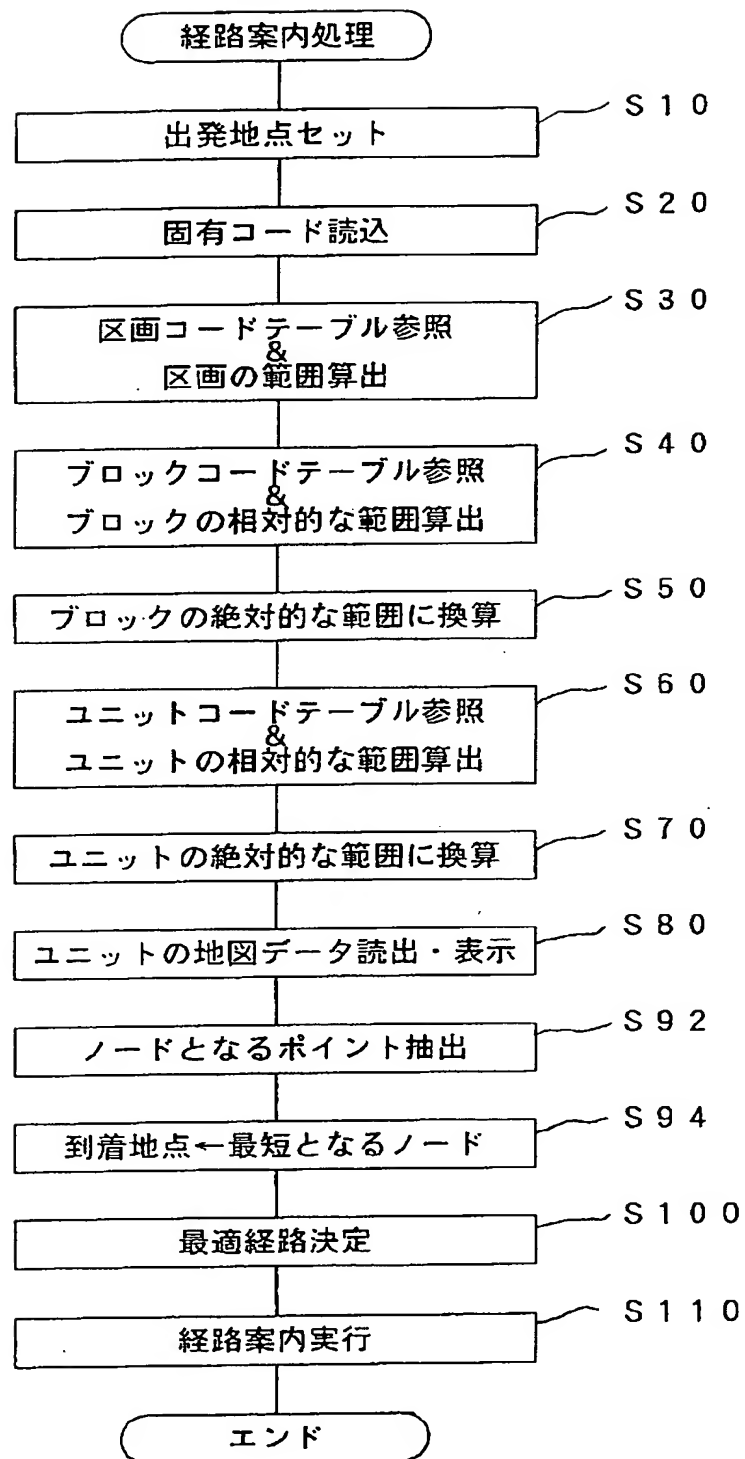 経路案内処理
S10
出発地点セット
S20
固有コード読込
S30
区画コードテーブル参照
&
区画の範囲算出
S40
ブロックコードテーブル参照
&
ブロックの相対的な範囲算出
S50
ブロックの絶対的な範囲に換算
S60
ユニットコードテーブル参照
&
ユニットの相対的な範囲算出
S70
ユニットの絶対的な範囲に換算
S80
ユニットの地図データ読出・表示
S92
ノードとなるポイント抽出
S94
到着地点←最短となるノード
S100
最適経路決定
S110
経路案内実行
エンド